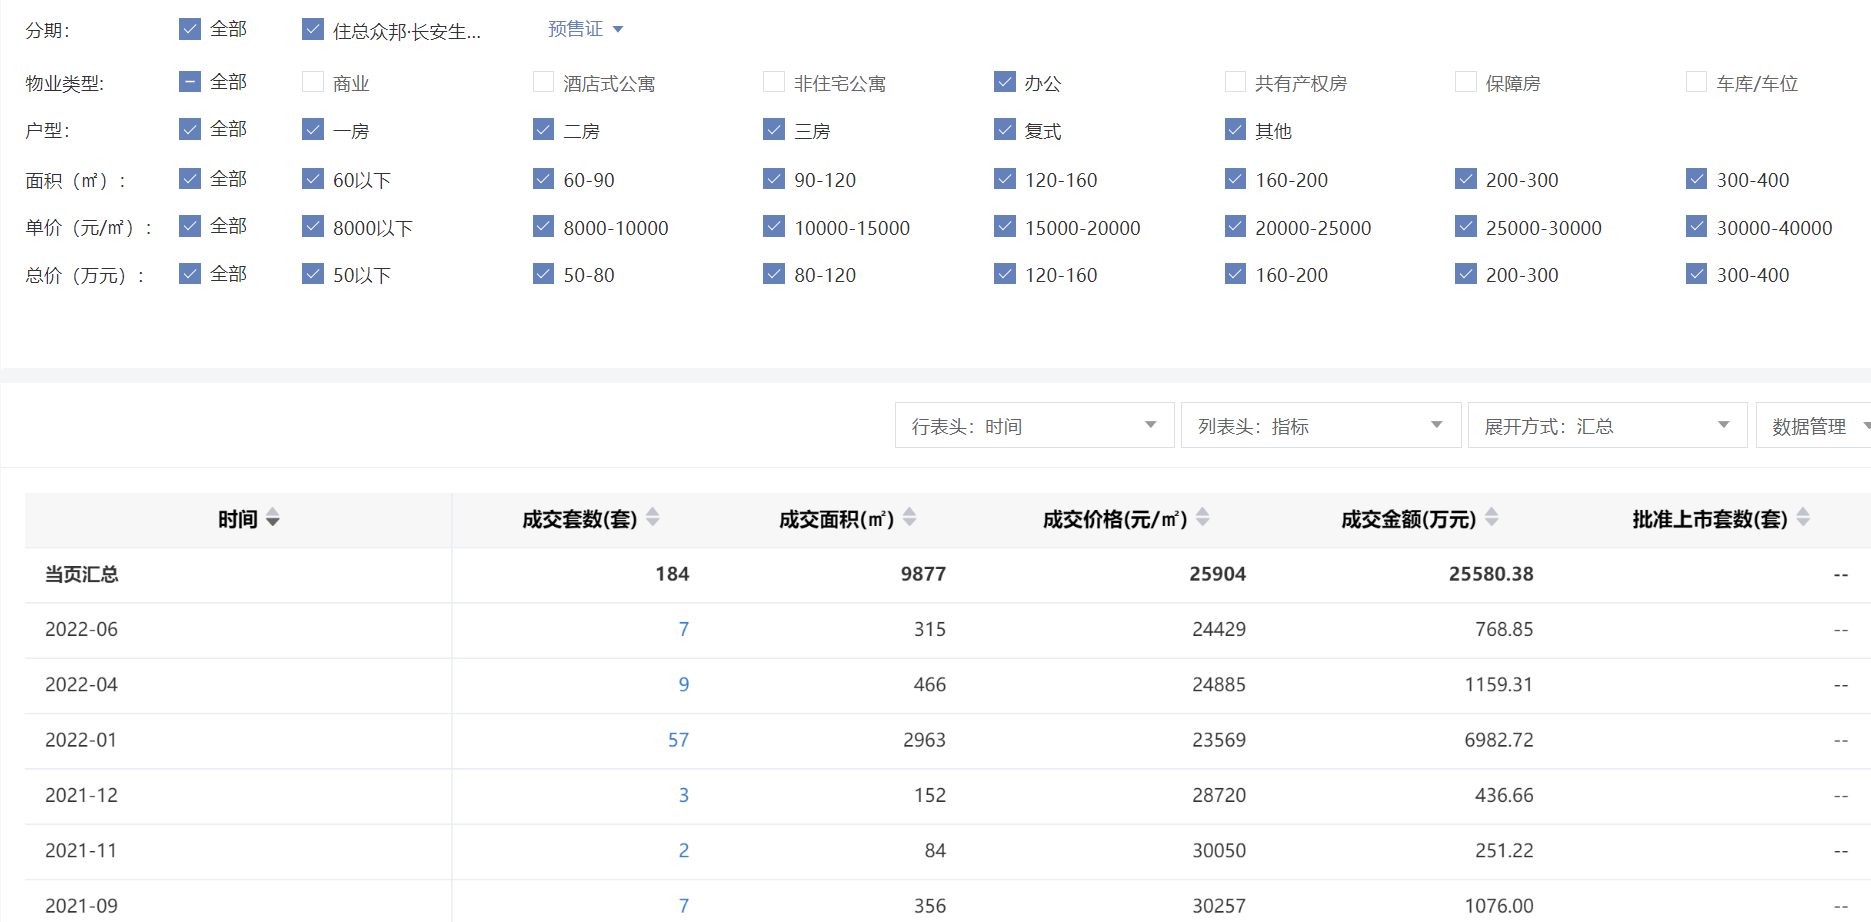 分期： 全部 住总众邦·长安生... 预售证
物业类型: 全部 商业 酒店式公寓 非住宅公寓 办公 共有产权房 保障房 车库/车位
户型： 全部 一房 二房 三房 复式 其他
面积（㎡）： 全部 60以下 60-90 90-120 120-160 160-200 200-300 300-400
单价（元/㎡）： 全部 8000以下 8000-10000 10000-15000 15000-20000 20000-25000 25000-30000 30000-40000
总价（万元）： 全部 50以下 50-80 80-120 120-160 160-200 200-300 300-400
行表头：时间 列表头：指标 展开方式：汇总 数据管理
时间 成交套数(套) 成交面积(㎡) 成交价格(元/㎡) 成交金额(万元) 批准上市套数(套)
当页汇总 184 9877 25904 25580.38 --
2022-06 7 315 24429 768.85 --
2022-04 9 466 24885 1159.31 --
2022-01 57 2963 23569 6982.72 --
2021-12 3 152 28720 436.66 --
2021-11 2 84 30050 251.22 --
2021-09 7 356 30257 1076.00 --